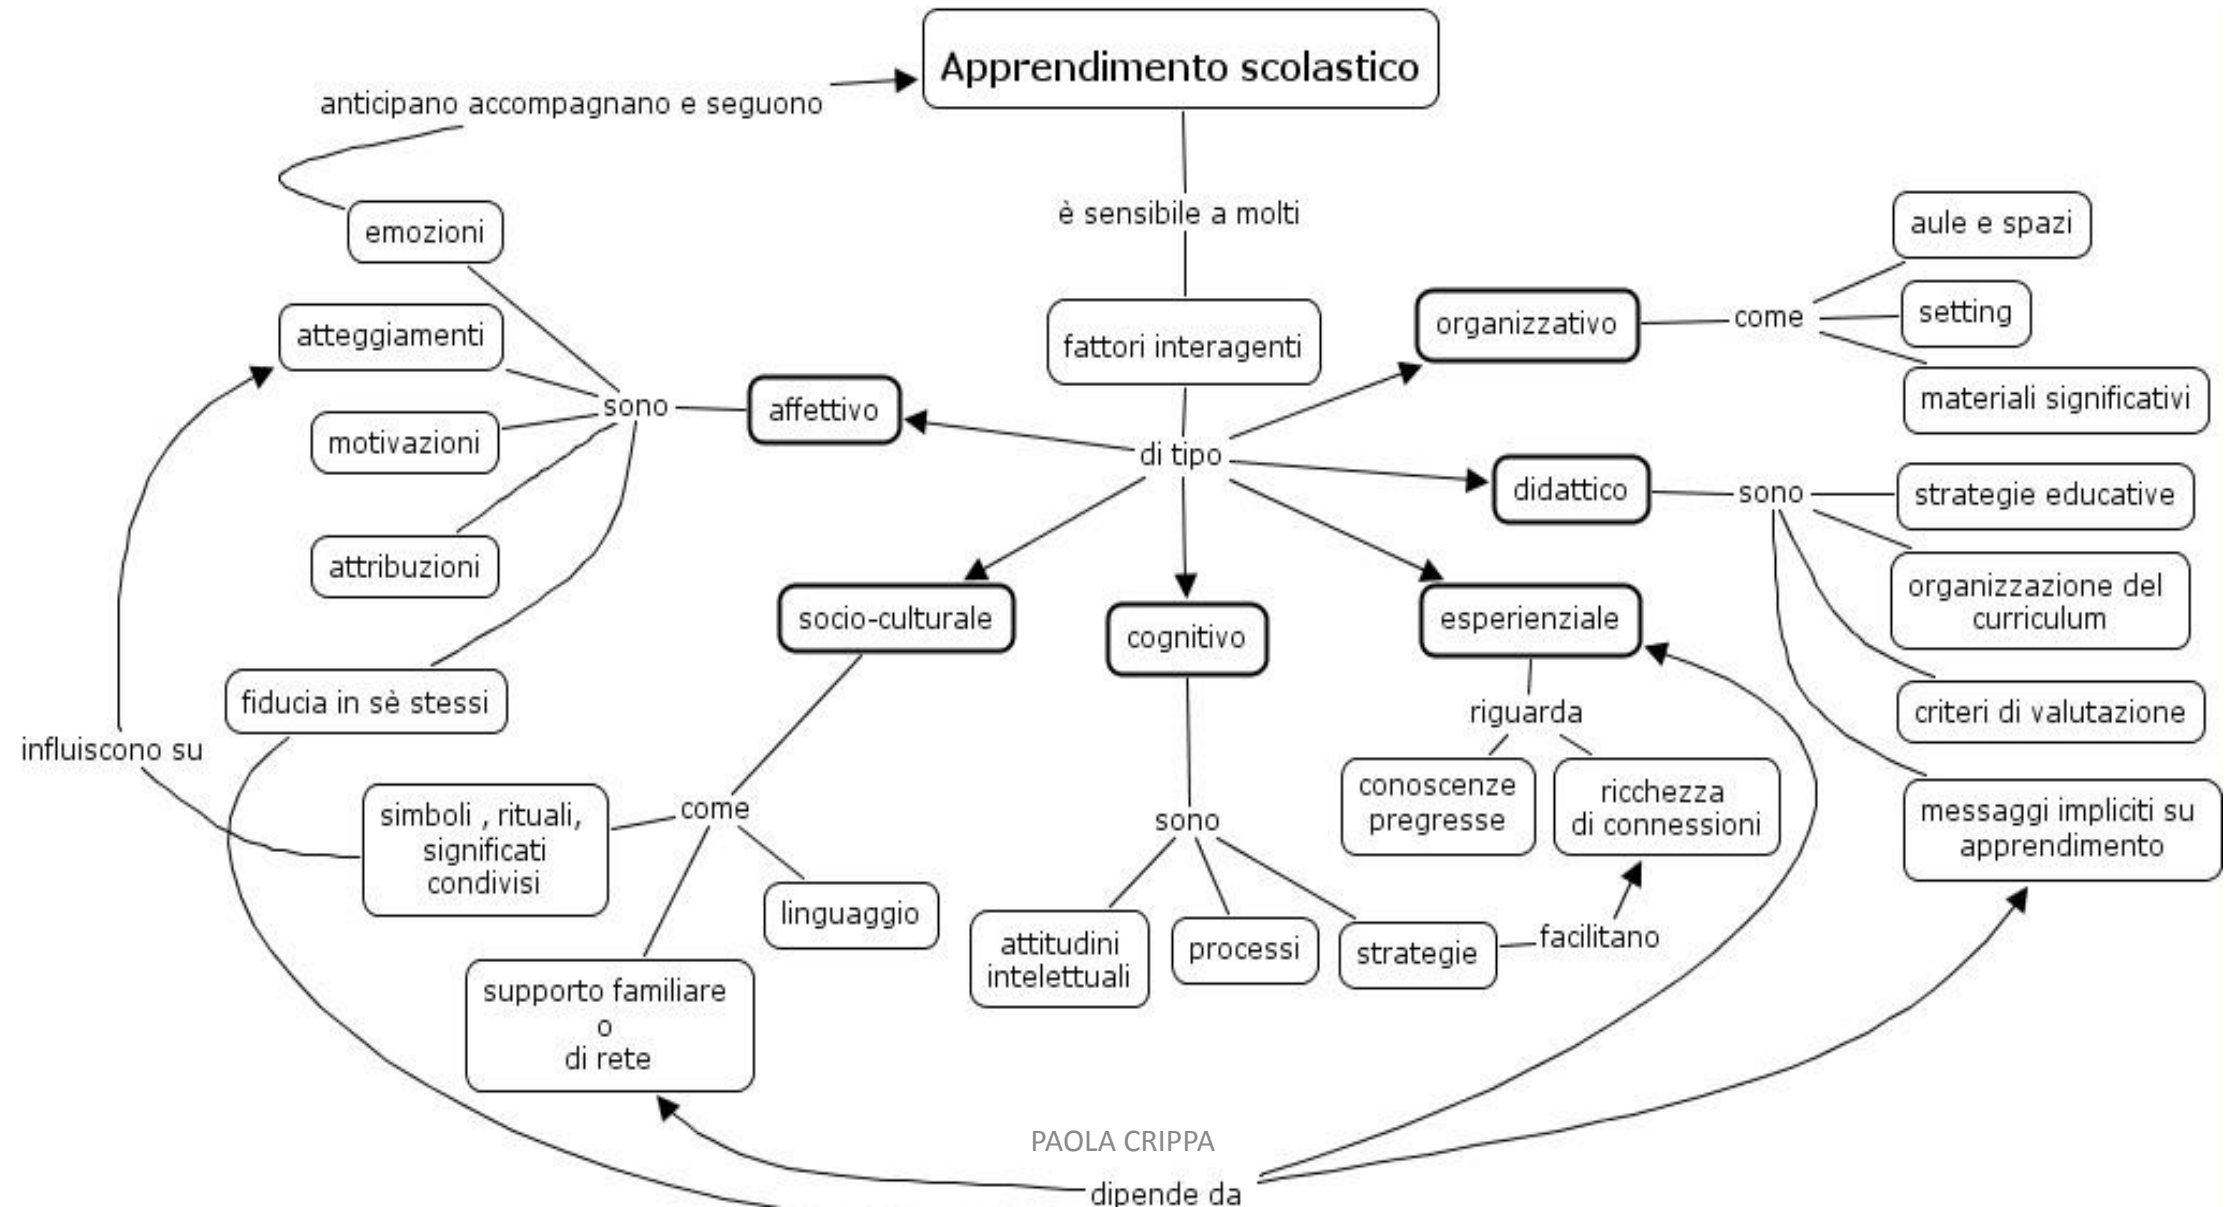 Apprendimento scolastico
anticipano accompagnano e seguono
è sensibile a molti
aule e spazi
emozioni
setting
organizzativo
come
atteggiamenti
fattori interagenti
materiali significativi
sono
affettivo
motivazioni
di tipo
didattico
sono
strategie educative
attribuzioni
organizzazione del
curriculum
socio-culturale
cognitivo
esperienziale
fiducia in sè stessi
riguarda
criteri di valutazione
influiscono su
conoscenze
pregresse
ricchezza
di connessioni
simboli , rituali,
significati
condivisi
come
sono
messaggi impliciti su
apprendimento
linguaggio
attitudini
intelettuali
processi
strategie
facilitano
supporto familiare
o
di rete
PAOLA CRIPPA
dipende da